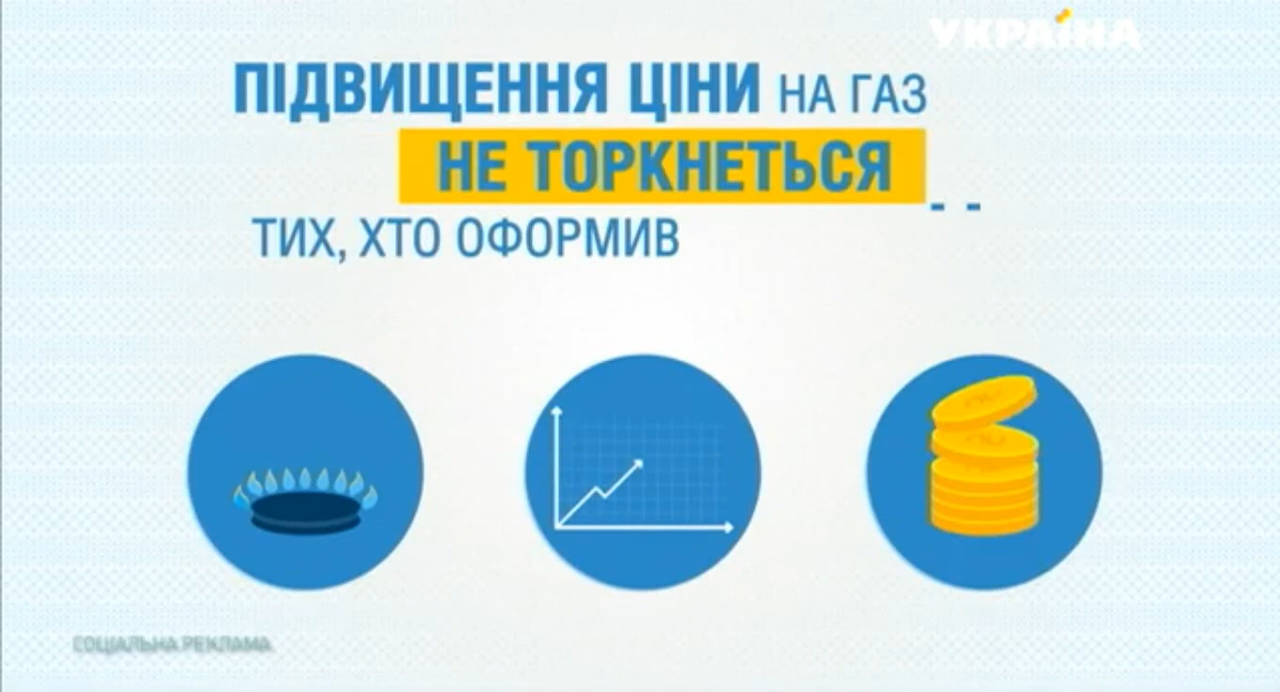 УКРАЇНА
ПІДВИЩЕННЯ ЦІНИ НА ГАЗ
НЕ ТОРКНЕТЬСЯ
ТИХ, ХТО ОФОРМИВ
СОЦІАЛЬНА РЕКЛАМА